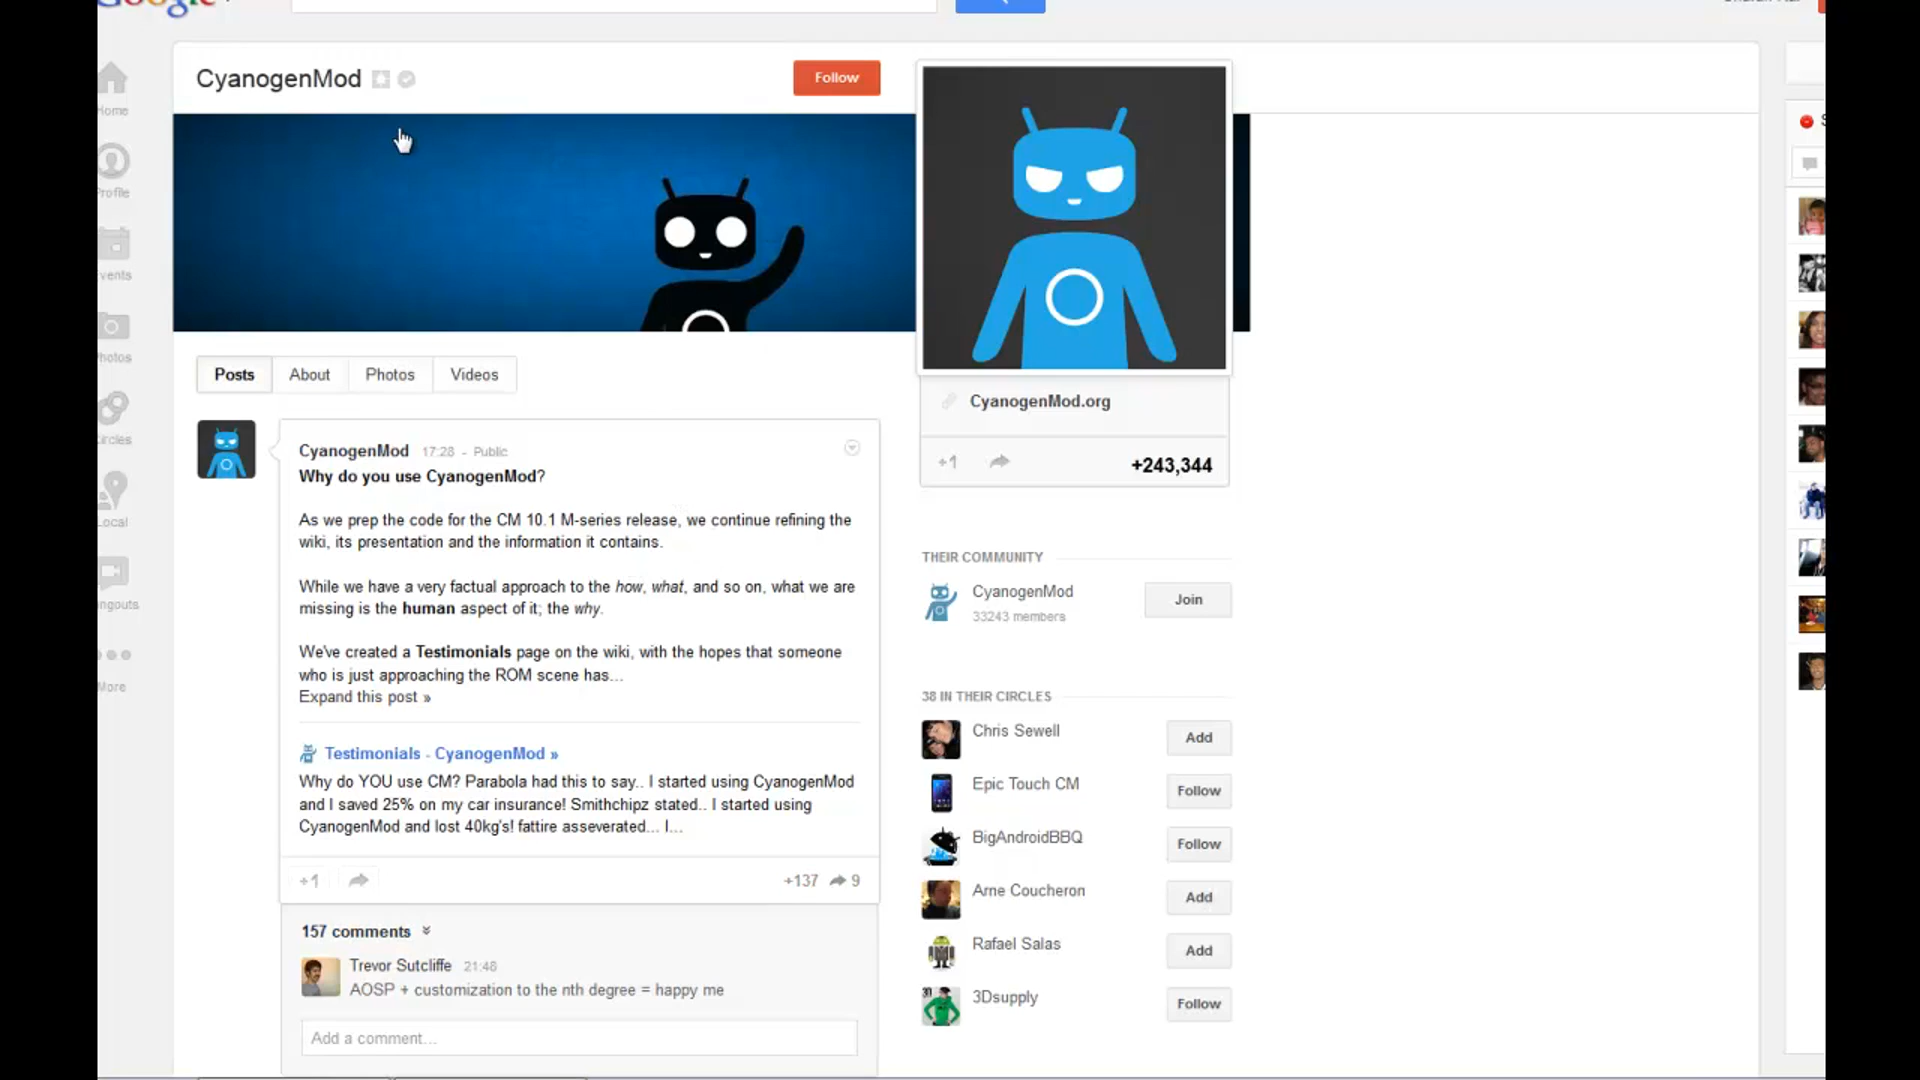 CyanogenMod
Follow
Home
Profile
Events
Photos
Circles
Local
Hangouts
More
Posts
About
Photos
Videos
CyanogenMod 17:28 - Public
Why do you use CyanogenMod?
As we prep the code for the CM 10.1 M-series release, we continue refining the
wiki, its presentation and the information it contains.
While we have a very factual approach to the how, what, and so on, what we are
missing is the human aspect of it; the why.
We've created a Testimonials page on the wiki, with the hopes that someone
who is just approaching the ROM scene has...
Expand this post »
Testimonials - CyanogenMod »
Why do YOU use CM? Parabola had this to say.. I started using CyanogenMod
and I saved 25% on my car insurance! Smithchipz stated.. I started using
CyanogenMod and lost 40kg's! fattire asseverated... I...
+1
+137 9
157 comments
Trevor Sutcliffe 21:48
AOSP + customization to the nth degree = happy me
Add a comment...
CyanogenMod.org
+1
+243,344
THEIR COMMUNITY
CyanogenMod
33243 members
Join
38 IN THEIR CIRCLES
Chris Sewell
Add
Epic Touch CM
Follow
BigAndroidBBQ
Follow
Arne Coucheron
Add
Rafael Salas
Add
3Dsupply
Follow